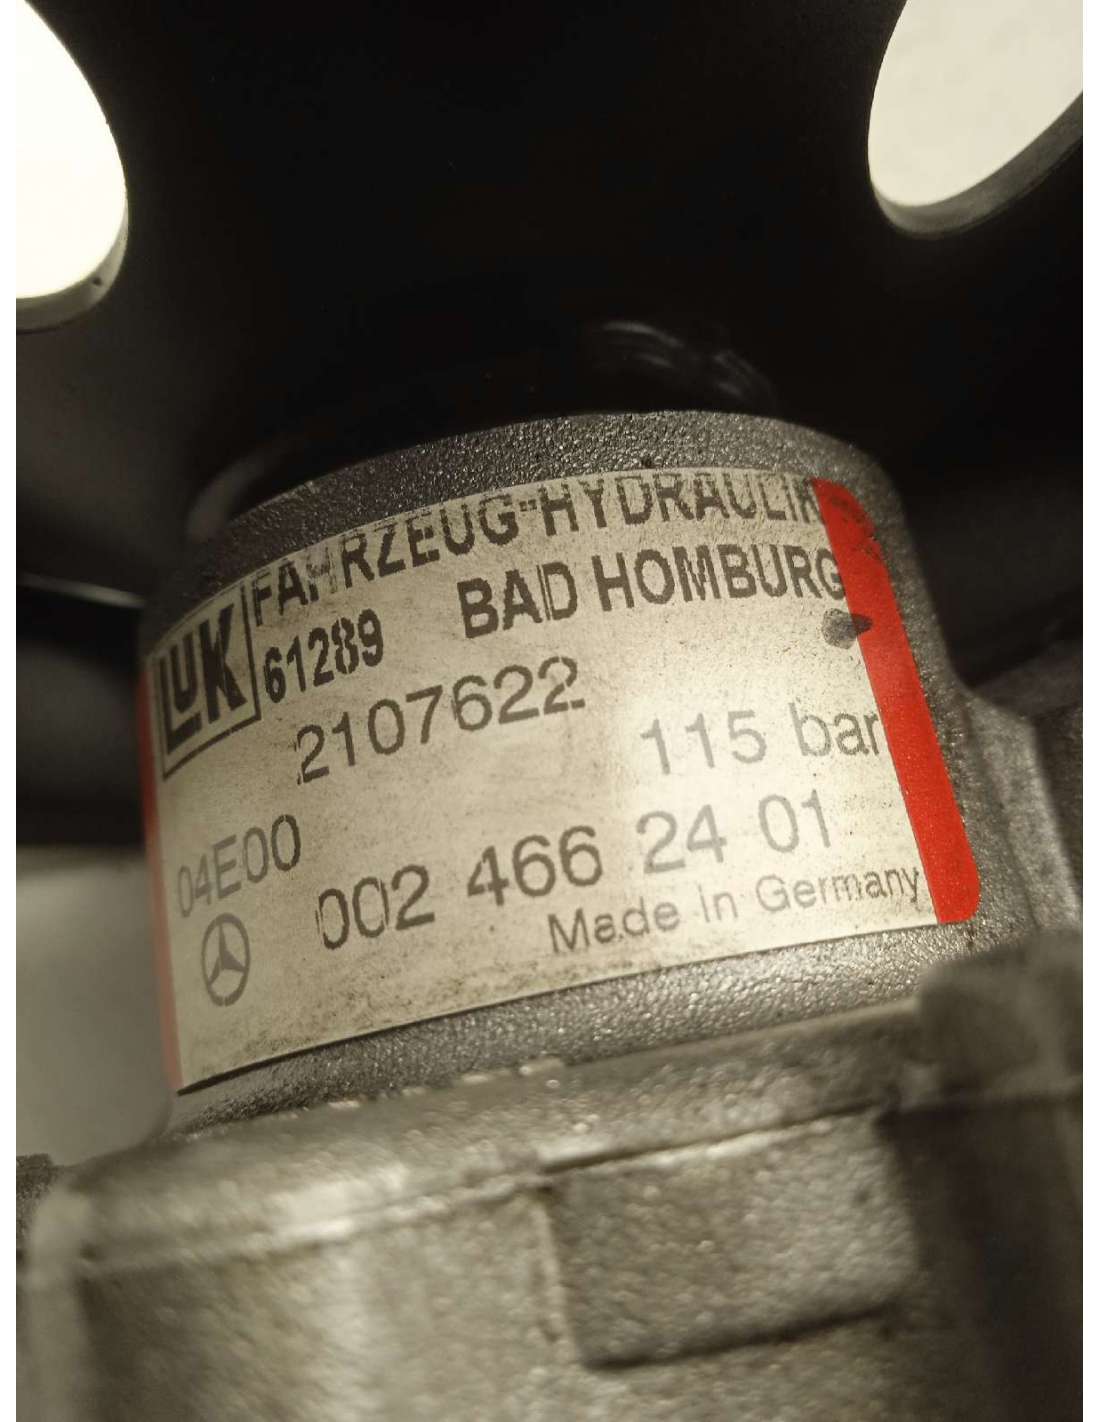 LUK FAHRZEUG-HYDRAULIK
61289 BAD HOMBURG
2107622
115 bar
04E00
002 466 24 01
Made in Germany